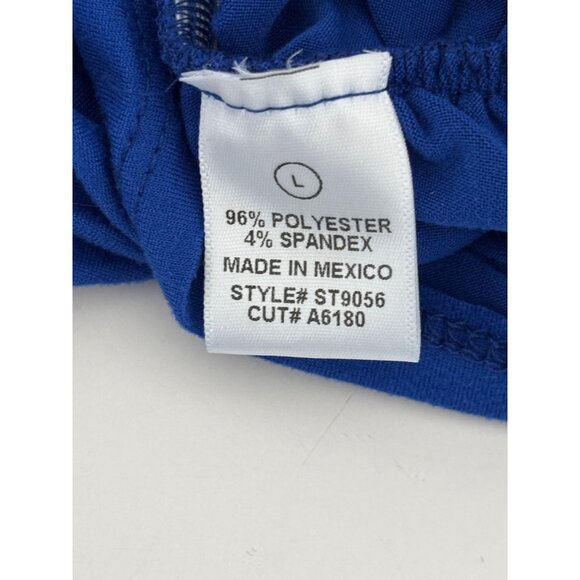 L
96% POLYESTER
4% SPANDEX
MADE IN MEXICO
STYLE# ST9056
CUT# A6180